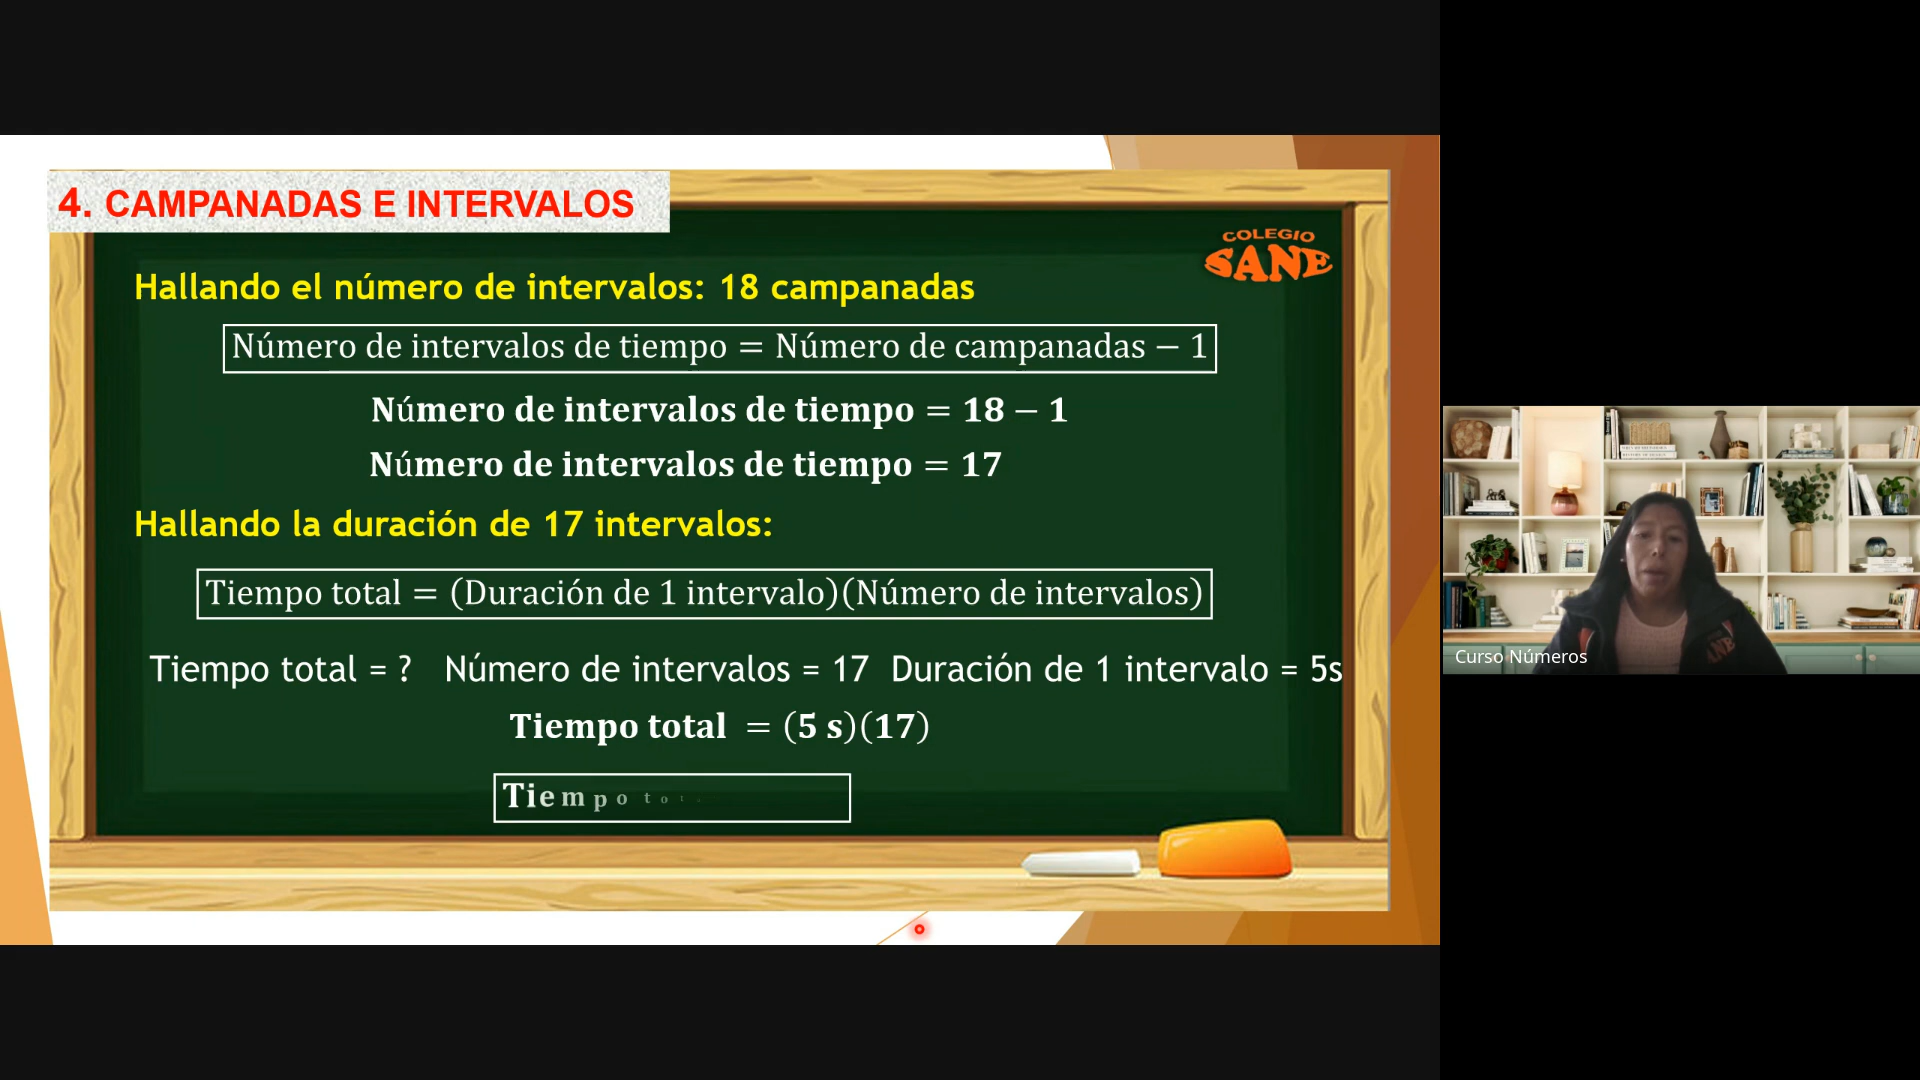 4. CAMPANADAS E INTERVALOS
COLEGIO
SANE
Hallando el número de intervalos: 18 campanadas
Número de intervalos de tiempo = Número de campanadas − 1
Número de intervalos de tiempo = 18 − 1
Número de intervalos de tiempo = 17
Hallando la duración de 17 intervalos:
Tiempo total = (Duración de 1 intervalo)(Número de intervalos)
Tiempo total = ? Número de intervalos = 17 Duración de 1 intervalo = 5s
Tiempo total = (5 s)(17)
Tiempo
Curso Números